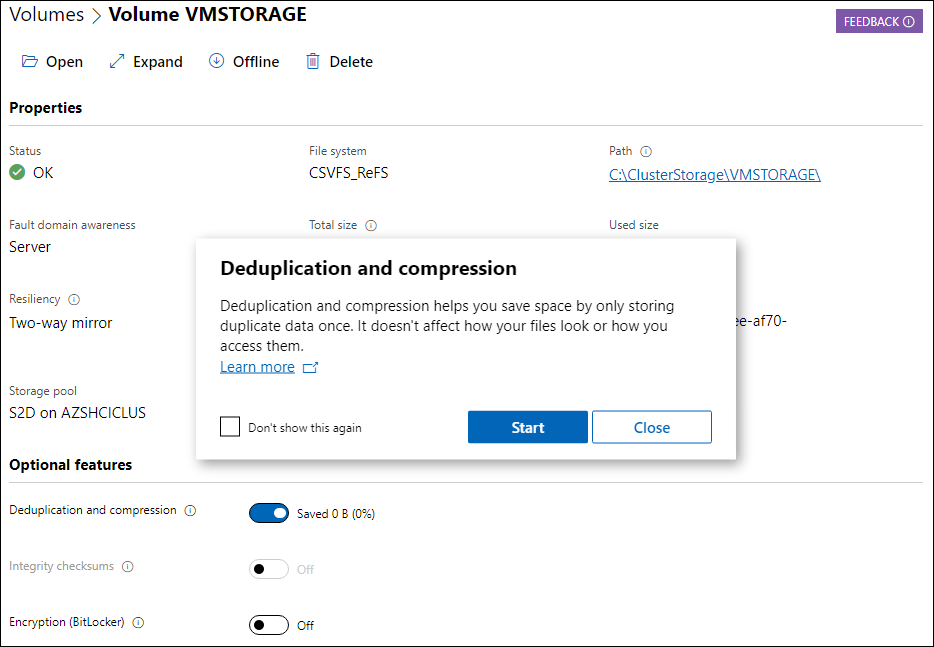 Volumes > Volume VMSTORAGE
FEEDBACK
Open Expand Offline Delete
Properties
Status
OK
File system
CSVFS_ReFS
Path
C:\ClusterStorage\VMSTORAGE\
Fault domain awareness
Server
Total size
Used size
Resiliency
Two-way mirror
ee-af70-
Storage pool
S2D on AZSHCICLUS
Deduplication and compression
Deduplication and compression helps you save space by only storing
duplicate data once. It doesn't affect how your files look or how you
access them.
Learn more
Don't show this again
Start
Close
Optional features
Deduplication and compression
Saved 0 B (0%)
Integrity checksums
Off
Encryption (BitLocker)
Off